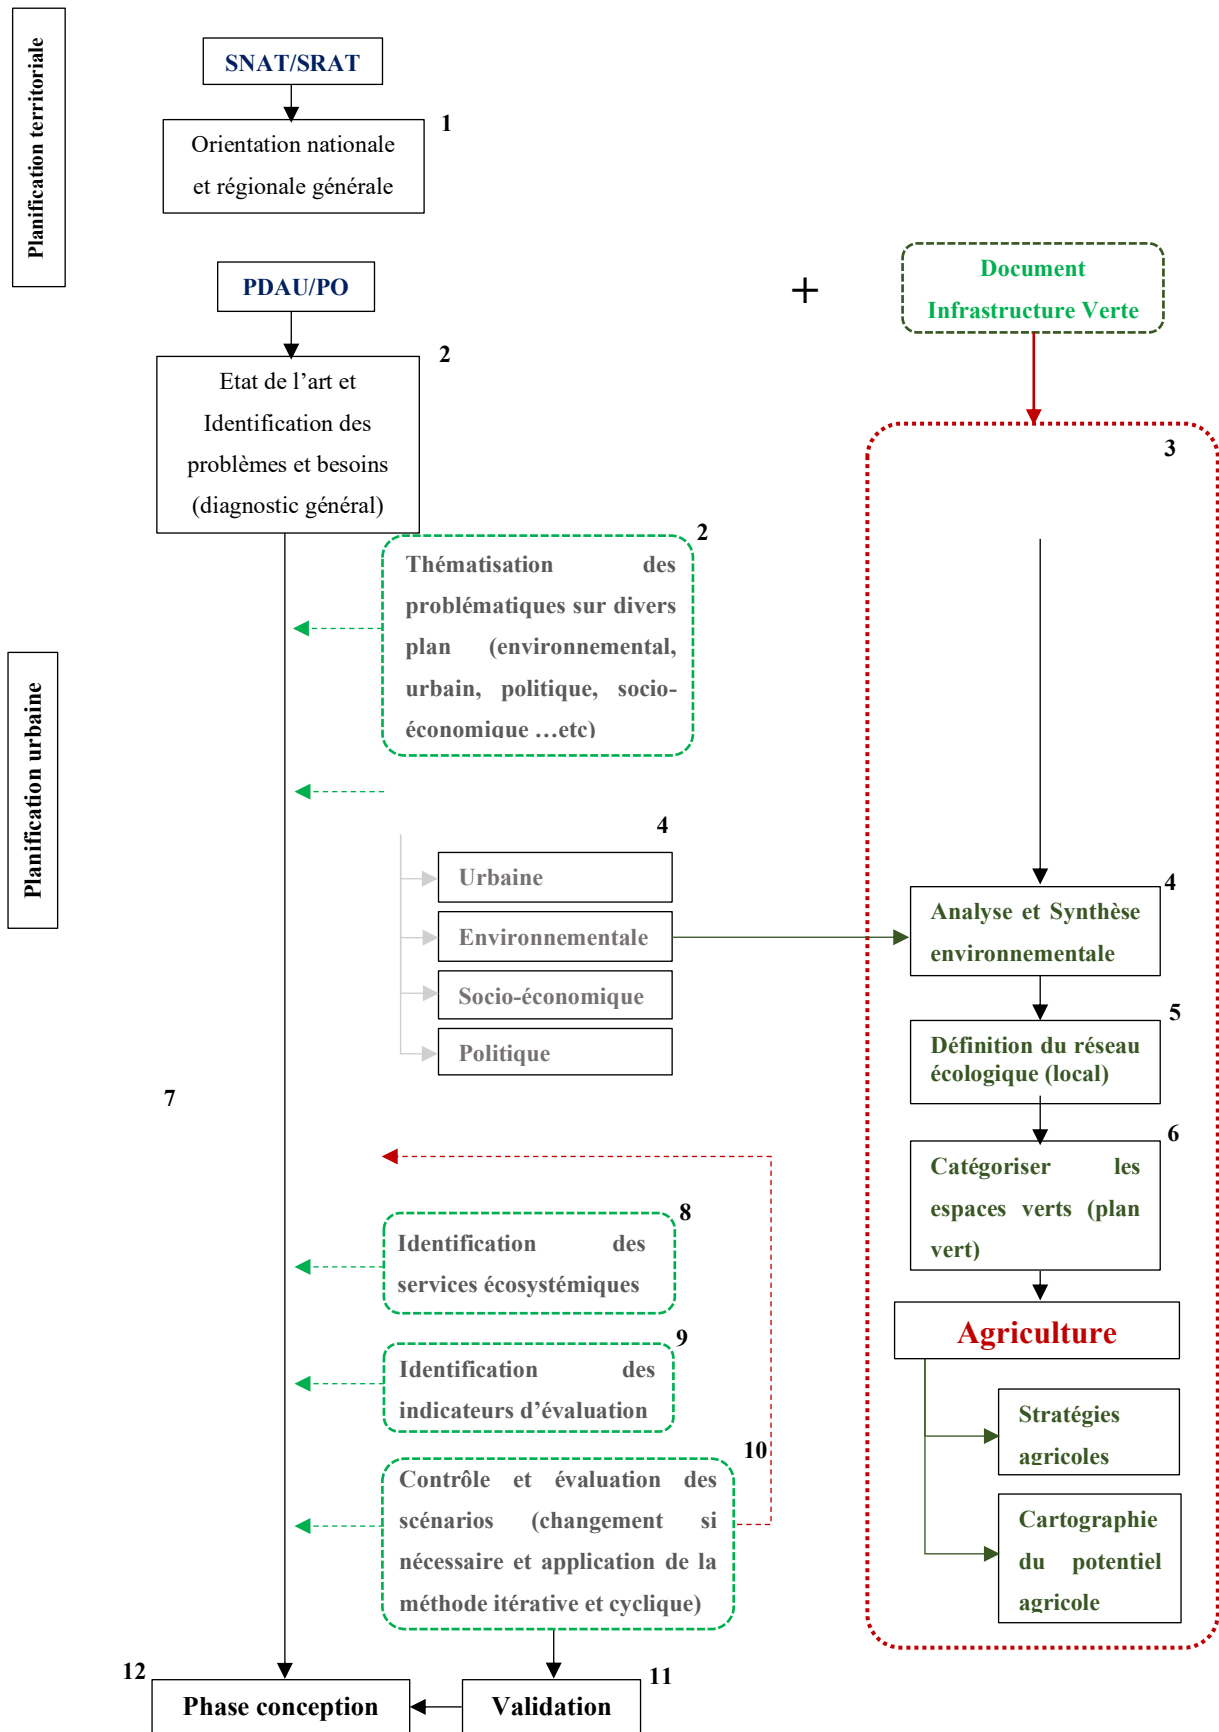 Planification territoriale
SNAT/SRAT
1
Orientation nationale
et régionale générale
PDAU/PO
+
Document
Infrastructure Verte
2
Etat de l’art et
Identification des
problèmes et besoins
(diagnostic général)
3
2
Thématisation des
problématiques sur divers
plan (environnemental,
urbain, politique, socio-
économique …etc)
Planification urbaine
4
Urbaine
Environnementale
Socio-économique
Politique
4
Analyse et Synthèse
environnementale
5
Définition du réseau
écologique (local)
6
Catégoriser les
espaces verts (plan
vert)
Agriculture
Stratégies
agricoles
Cartographie
du potentiel
agricole
7
8
Identification des
services écosystémiques
9
Identification des
indicateurs d’évaluation
10
Contrôle et évaluation des
scénarios (changement si
nécessaire et application de la
méthode itérative et cyclique)
12
Phase conception
11
Validation